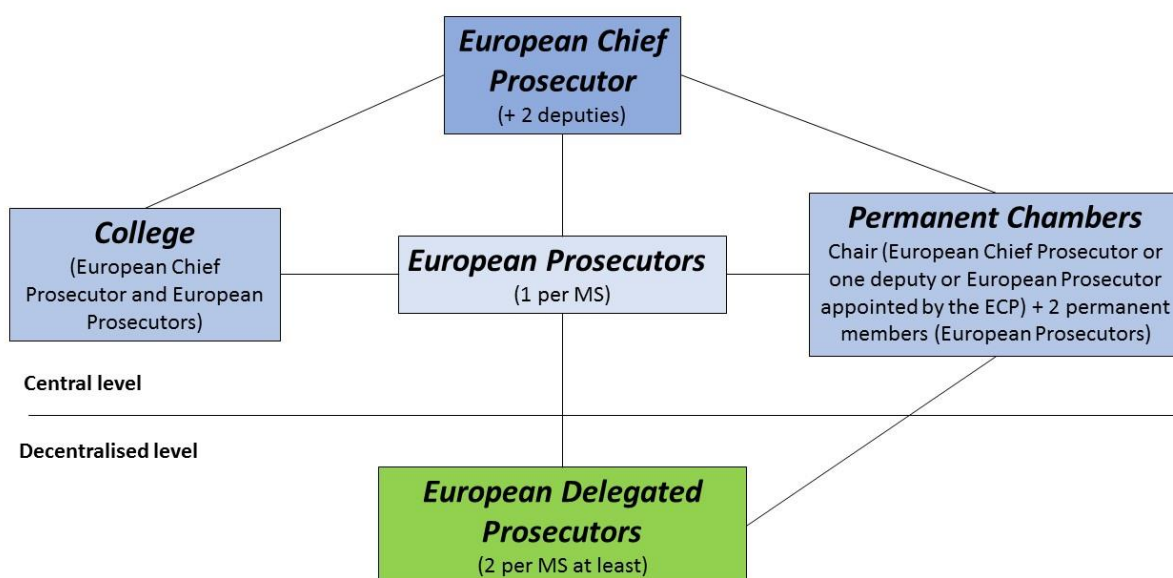 European Chief
Prosecutor
(+ 2 deputies)
College
(European Chief
Prosecutor and European
Prosecutors)
European Prosecutors
(1 per MS)
Permanent Chambers
Chair (European Chief Prosecutor or
one deputy or European Prosecutor
appointed by the ECP) + 2 permanent
members (European Prosecutors)
Central level
Decentralised level
European Delegated
Prosecutors
(2 per MS at least)